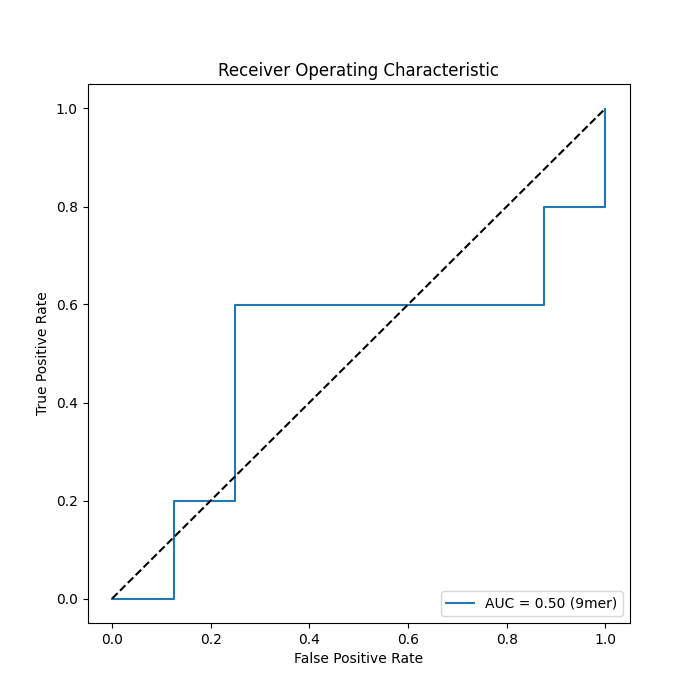 Receiver Operating Characteristic
True Positive Rate
1.0
0.8
0.6
0.4
0.2
0.0
AUC = 0.50 (9mer)
0.0 0.2 0.4 0.6 0.8 1.0
False Positive Rate